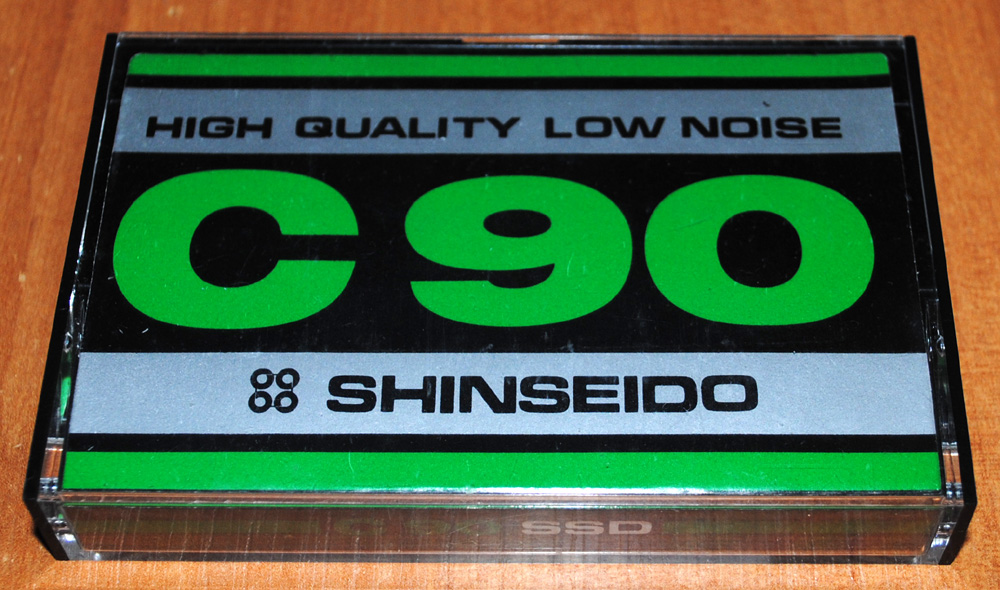 HIGH QUALITY LOW NOISE
C90
SHINSEIDO
SSD